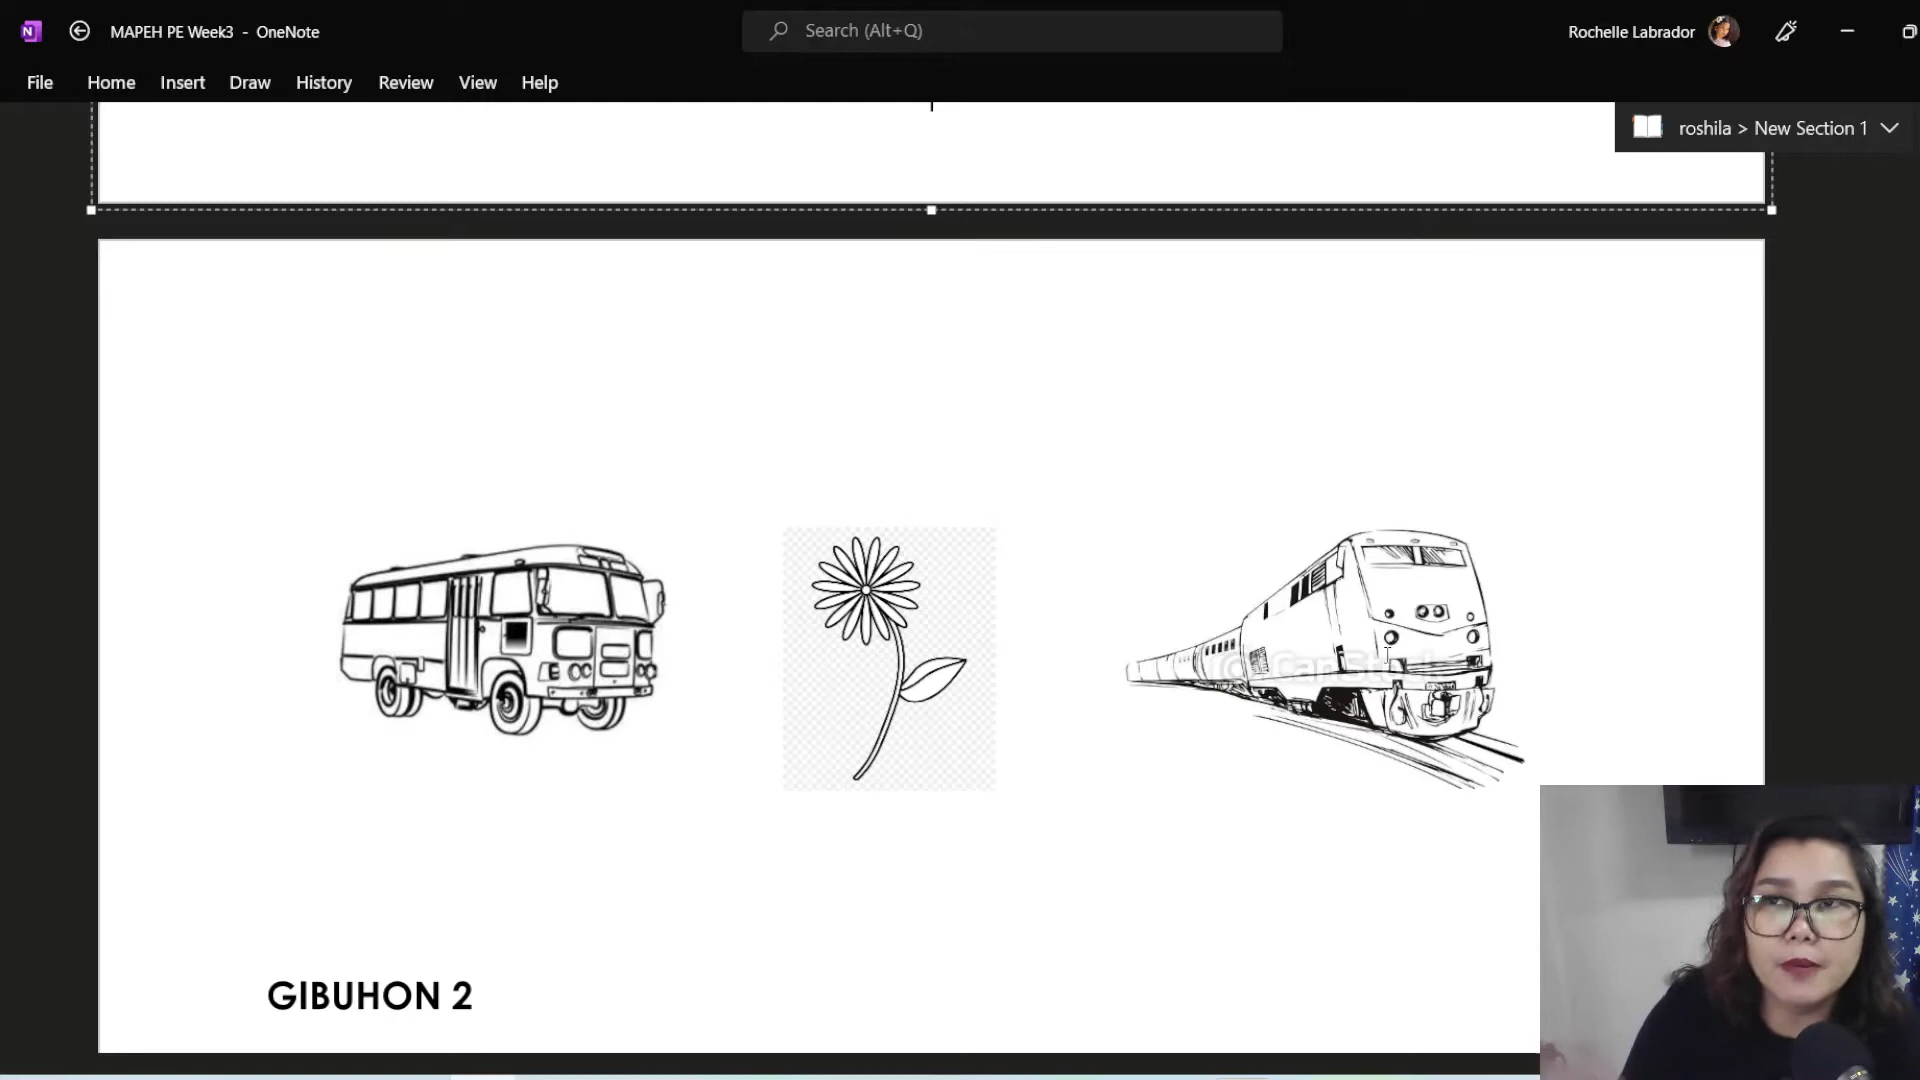 MAPEH PE Week3 - OneNote
Search (Alt+Q)
Rochelle Labrador
File Home Insert Draw History Review View Help
roshila > New Section 1
© CanSto
GIBUHON 2